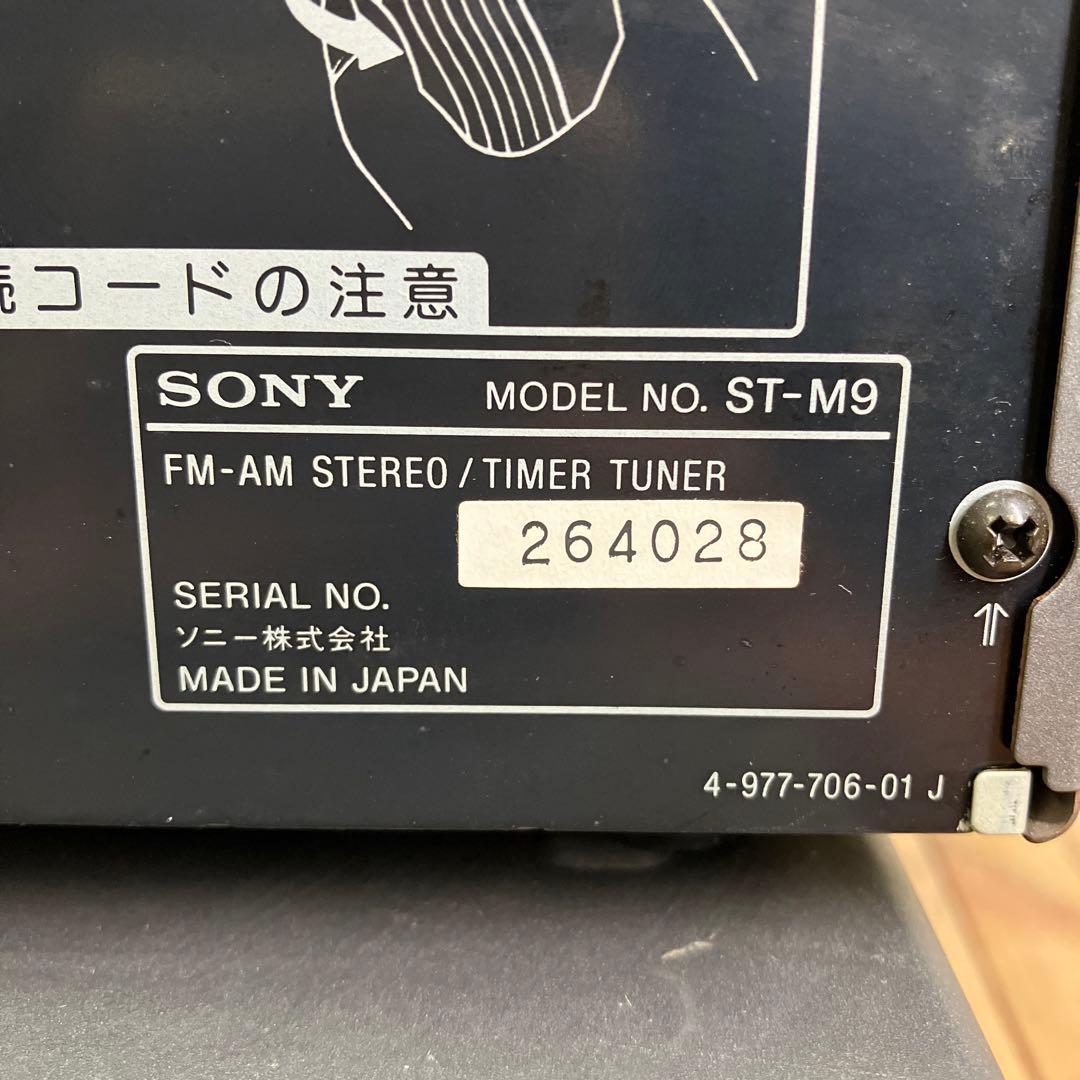 続コードの注意
SONY MODEL NO. ST-M9
FM-AM STEREO / TIMER TUNER
264028
SERIAL NO.
ソニー株式会社
MADE IN JAPAN
4-977-706-01 J